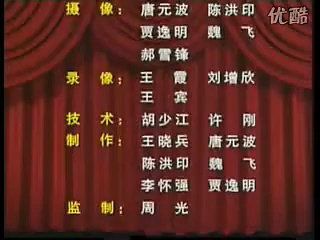 摄像：唐元波 陈洪印
贾逸明 魏飞
郝雪锋
录像：王霞 刘增欣
王宾
技术：胡少江 许刚
制作：王晓兵 唐元波
陈洪印 魏飞
李怀强 贾逸明
监制：周光
优酷